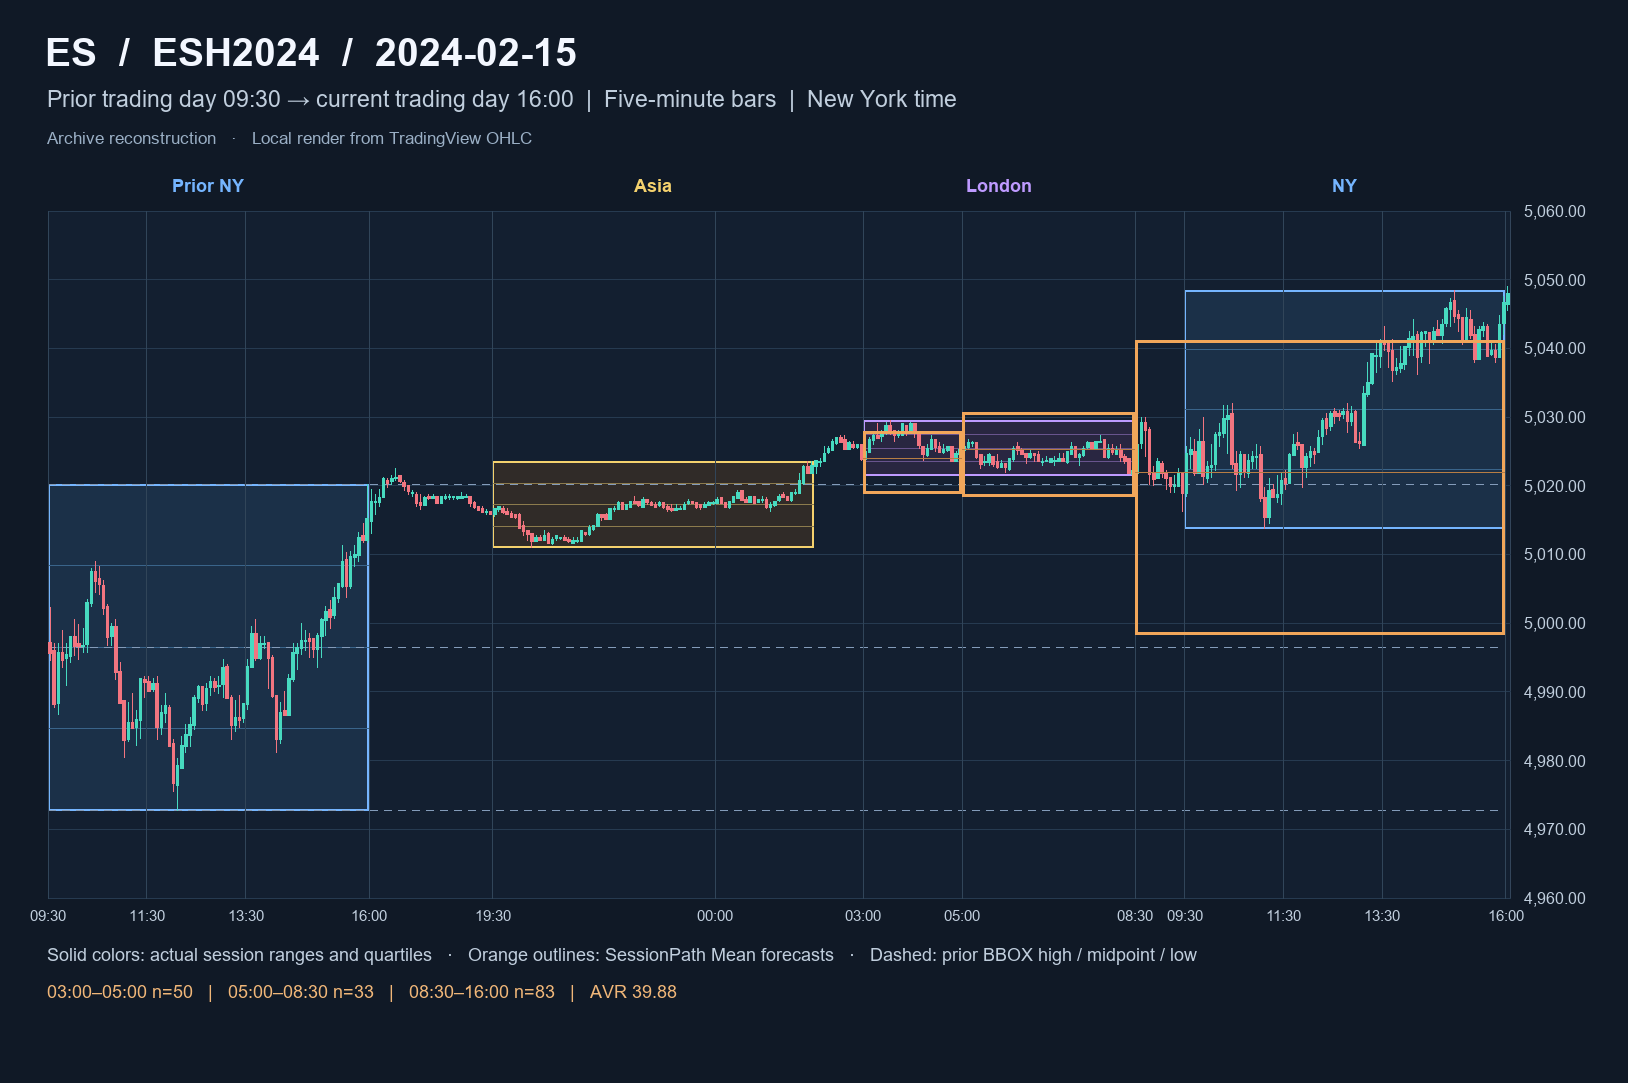 ES / ESH2024 / 2024-02-15
Prior trading day 09:30 → current trading day 16:00 | Five-minute bars | New York time
Archive reconstruction · Local render from TradingView OHLC
Prior NY Asia London NY
5,060.00
5,050.00
5,040.00
5,030.00
5,020.00
5,010.00
5,000.00
4,990.00
4,980.00
4,970.00
4,960.00
09:30 11:30 13:30 16:00 19:30 00:00 03:00 05:00 08:30 09:30 11:30 13:30 16:00
Solid colors: actual session ranges and quartiles · Orange outlines: SessionPath Mean forecasts · Dashed: prior BBOX high / midpoint / low
03:00–05:00 n=50 | 05:00–08:30 n=33 | 08:30–16:00 n=83 | AVR 39.88